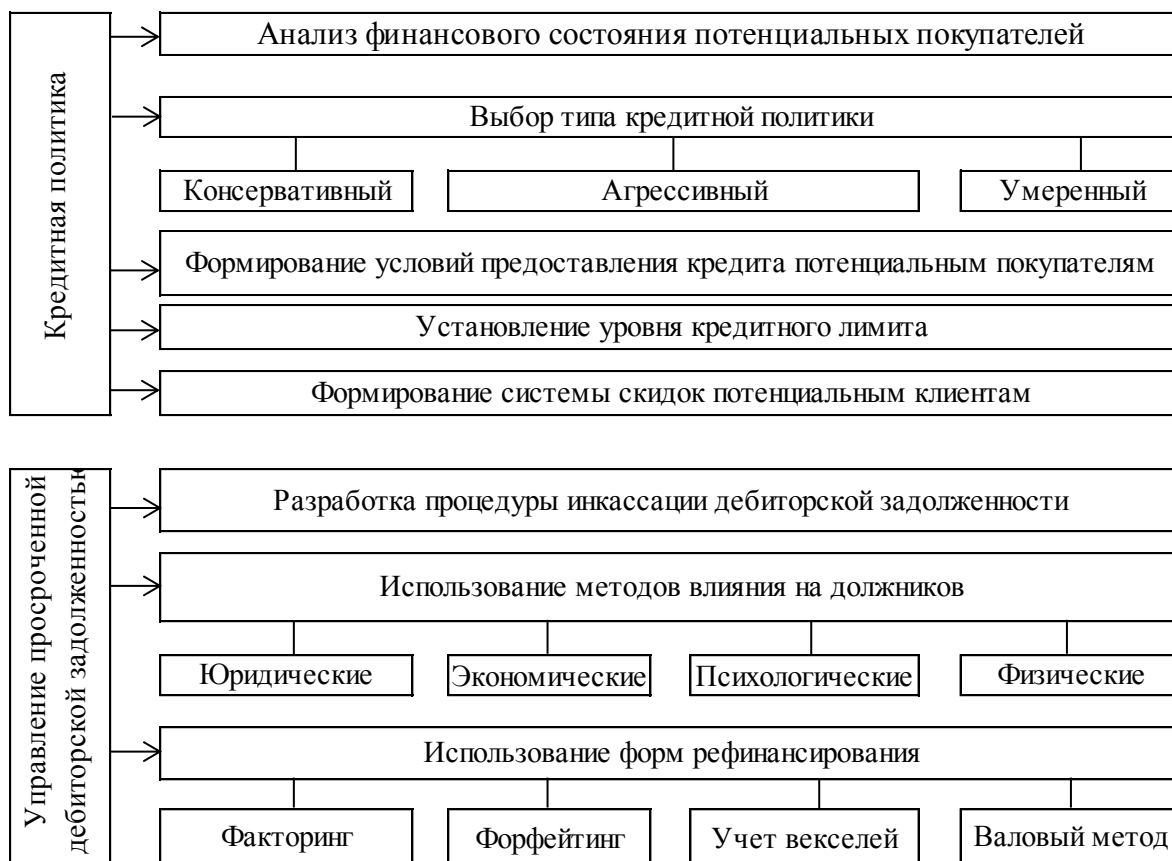 Кредитная политика
Анализ финансового состояния потенциальных покупателей
Выбор типа кредитной политики
Консервативный
Агрессивный
Умеренный
Формирование условий предоставления кредита потенциальным покупателям
Установление уровня кредитного лимита
Формирование системы скидок потенциальным клиентам
Управление просроченной
дебиторской задолженностью
Разработка процедуры инкассации дебиторской задолженности
Использование методов влияния на должников
Юридические
Экономические
Психологические
Физические
Использование форм рефинансирования
Факторинг
Форфейтинг
Учет векселей
Валовый метод